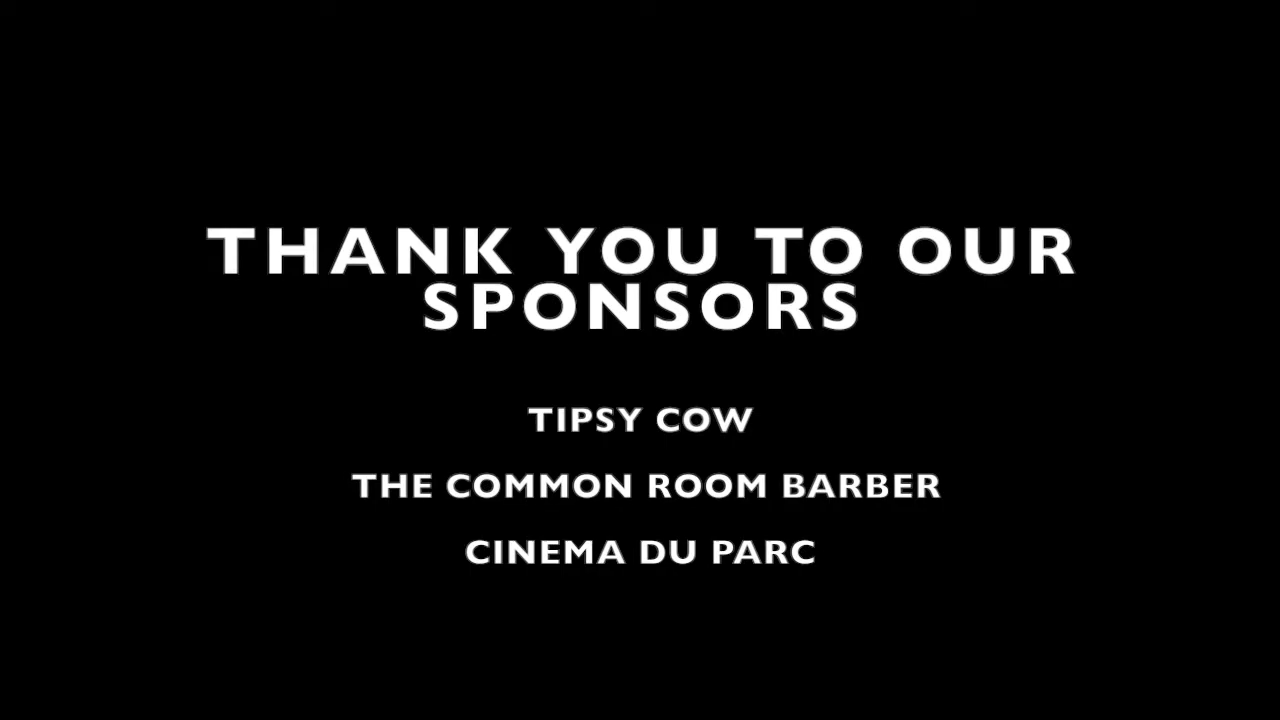 THANK YOU TO OUR
SPONSORS
TIPSY COW
THE COMMON ROOM BARBER
CINEMA DU PARC